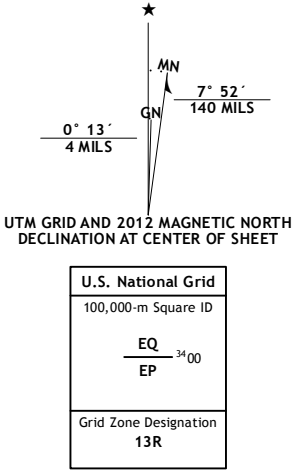 ★
MN
7° 52´
140 MILS
GN
0° 13´
4 MILS
UTM GRID AND 2012 MAGNETIC NORTH
DECLINATION AT CENTER OF SHEET
U.S. National Grid
100,000-m Square ID
EQ
³⁴00
EP
Grid Zone Designation
13R